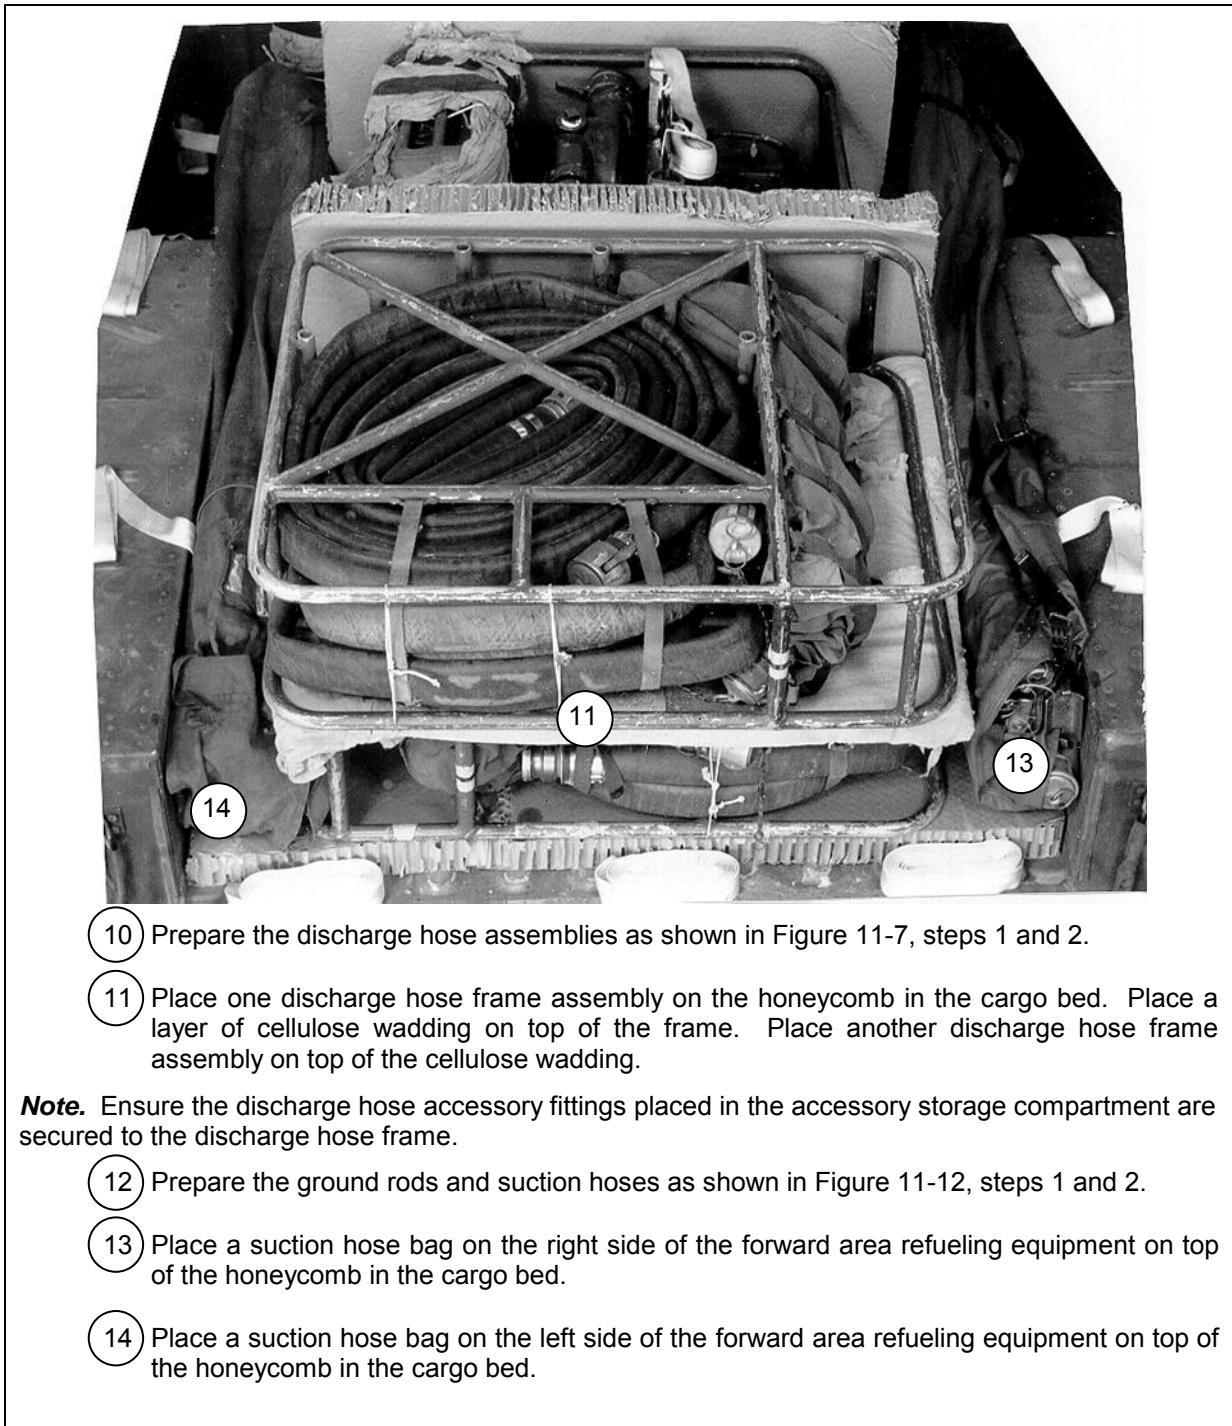 11
13
14
10 Prepare the discharge hose assemblies as shown in Figure 11-7, steps 1 and 2.
11 Place one discharge hose frame assembly on the honeycomb in the cargo bed. Place a
layer of cellulose wadding on top of the frame. Place another discharge hose frame
assembly on top of the cellulose wadding.
Note. Ensure the discharge hose accessory fittings placed in the accessory storage compartment are
secured to the discharge hose frame.
12 Prepare the ground rods and suction hoses as shown in Figure 11-12, steps 1 and 2.
13 Place a suction hose bag on the right side of the forward area refueling equipment on top
of the honeycomb in the cargo bed.
14 Place a suction hose bag on the left side of the forward area refueling equipment on top of
the honeycomb in the cargo bed.